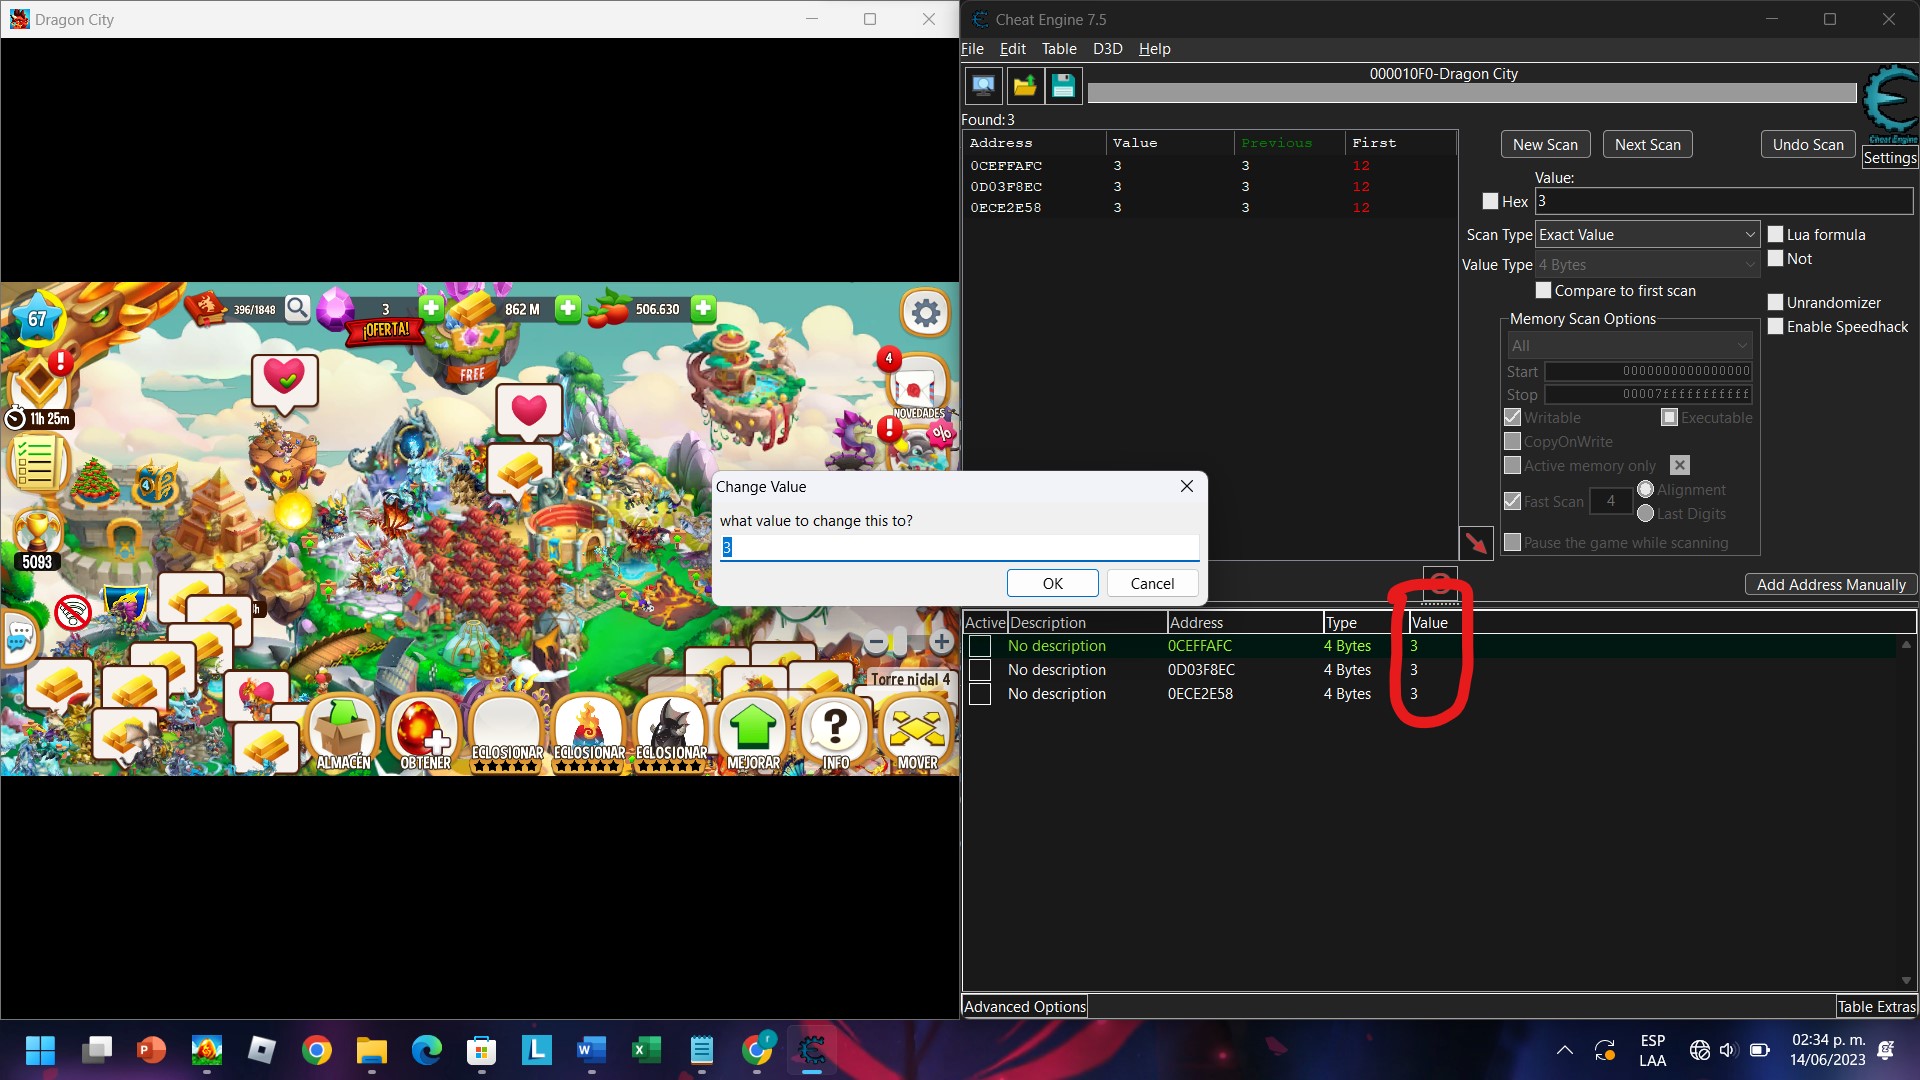 Dragon City
67
396/1848
3
862 M
506.630
¡OFERTA!
FREE
4
NOVEDADES
%
11h 25m
4
5093
Torre nidal 4
ALMACÉN
OBTENER
ECLOSIONAR
ECLOSIONAR
ECLOSIONAR
MEJORAR
?
INFO
MOVER
Cheat Engine 7.5
File Edit Table D3D Help
000010F0-Dragon City
Cheat Engine
Settings
Found:3
Address Value Previous First
0CEFFAFC 3 3 12
0D03F8EC 3 3 12
0ECE2E58 3 3 12
New Scan Next Scan Undo Scan
Value:
Hex 3
Scan Type Exact Value
Lua formula
Value Type 4 Bytes
Not
Compare to first scan
Unrandomizer
Enable Speedhack
Memory Scan Options
All
Start 0000000000000000
Stop 00007fffffffffff
Writable Executable
CopyOnWrite
Active memory only
Fast Scan 4 Alignment
Last Digits
Pause the game while scanning
Add Address Manually
Change Value
what value to change this to?
3
OK Cancel
Active Description Address Type Value
No description 0CEFFAFC 4 Bytes 3
No description 0D03F8EC 4 Bytes 3
No description 0ECE2E58 4 Bytes 3
Advanced Options Table Extras
ESP
LAA
02:34 p. m.
14/06/2023